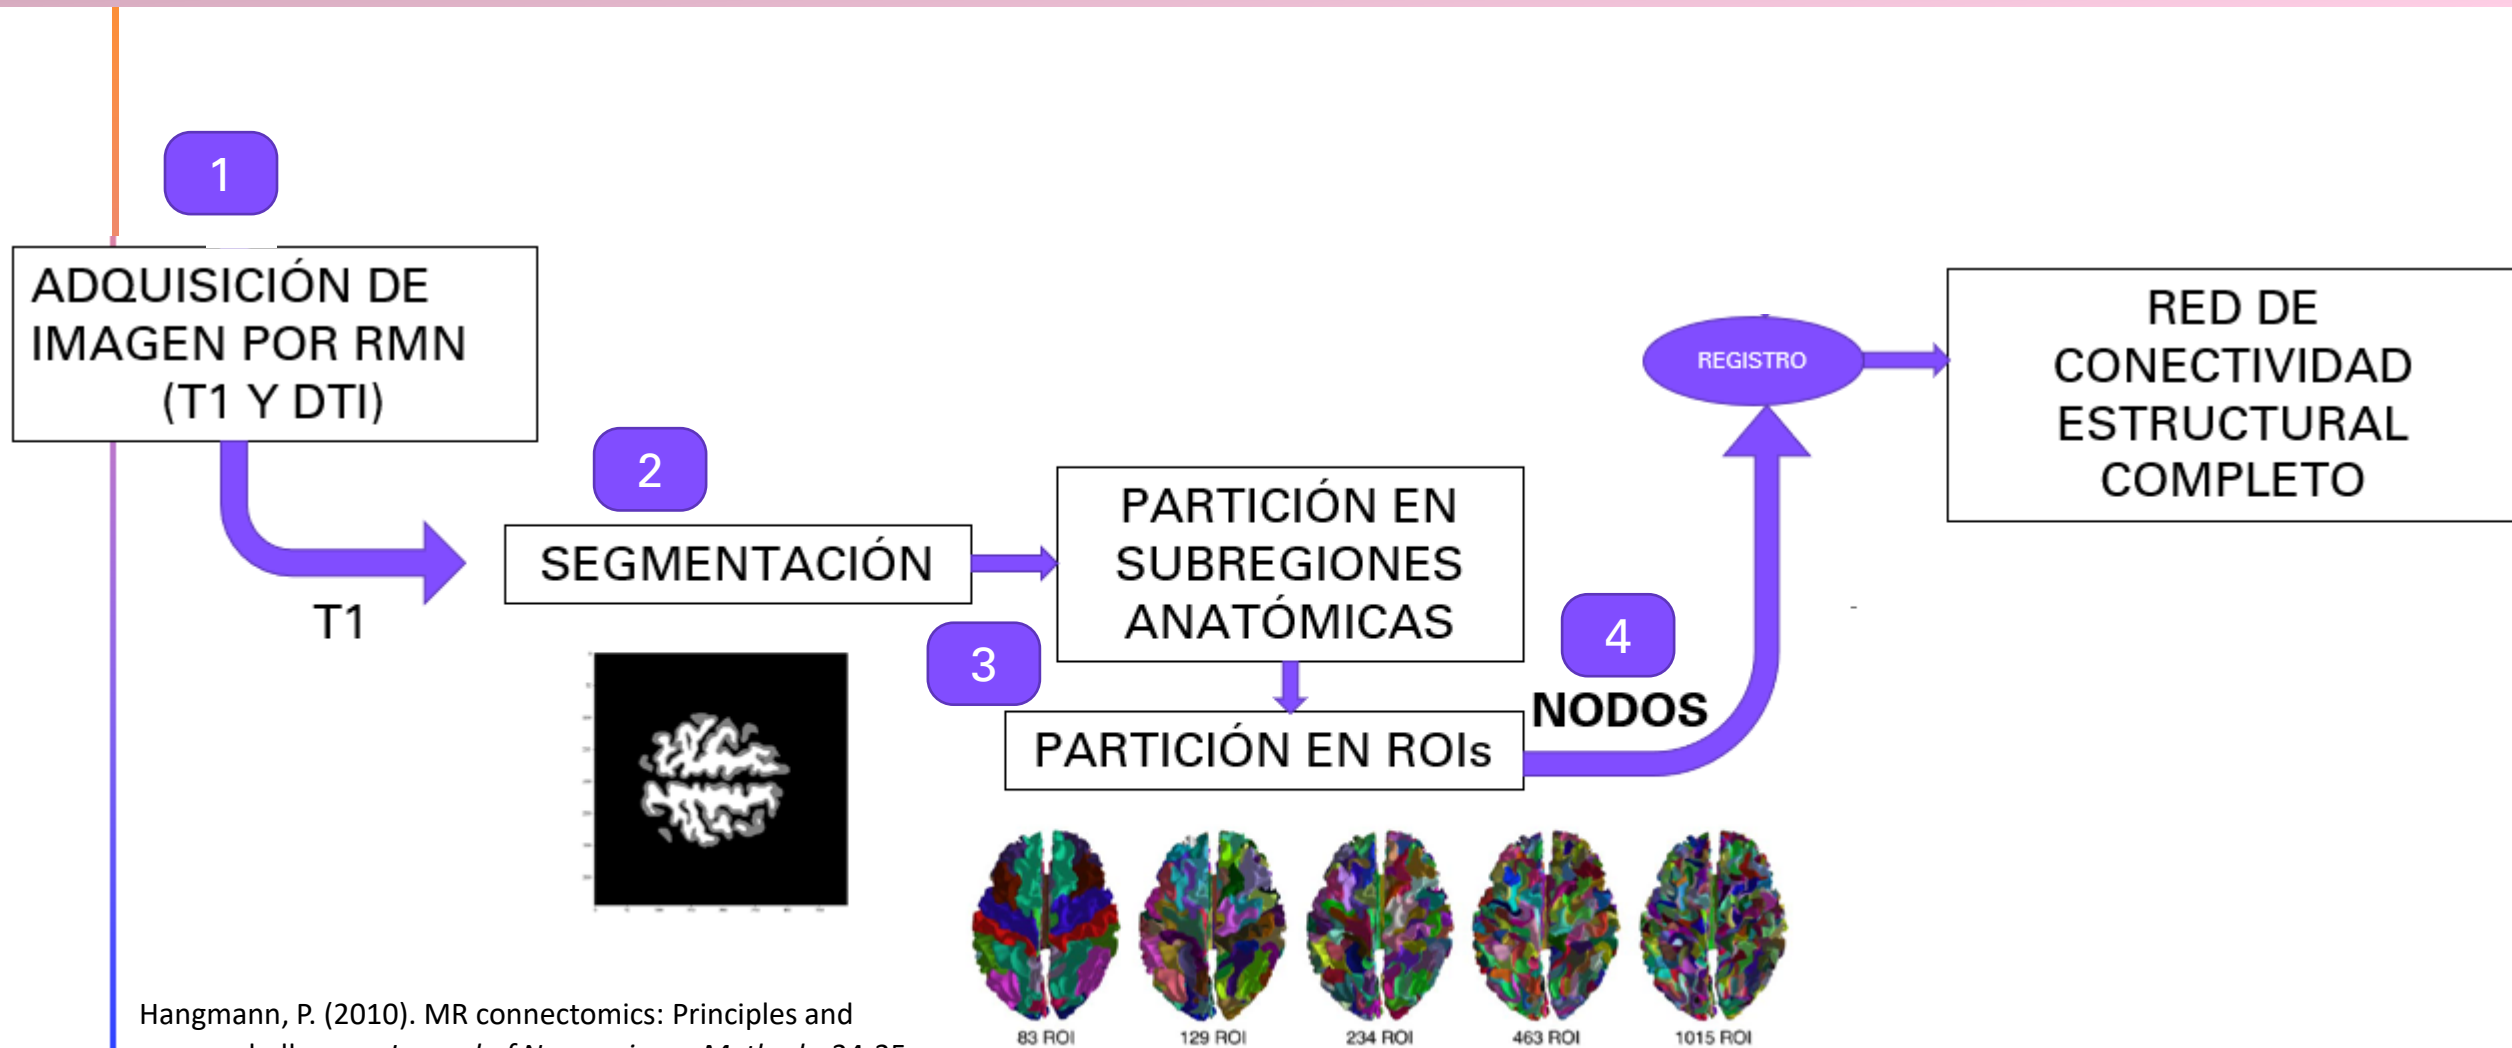 1
ADQUISICIÓN DE
IMAGEN POR RMN
(T1 Y DTI)
T1
2
SEGMENTACIÓN
PARTICIÓN EN
SUBREGIONES
ANATÓMICAS
3
PARTICIÓN EN ROIs
4
NODOS
REGISTRO
RED DE
CONECTIVIDAD
ESTRUCTURAL
COMPLETO
83 ROI
129 ROI
234 ROI
463 ROI
1015 ROI
Hangmann, P. (2010). MR connectomics: Principles and